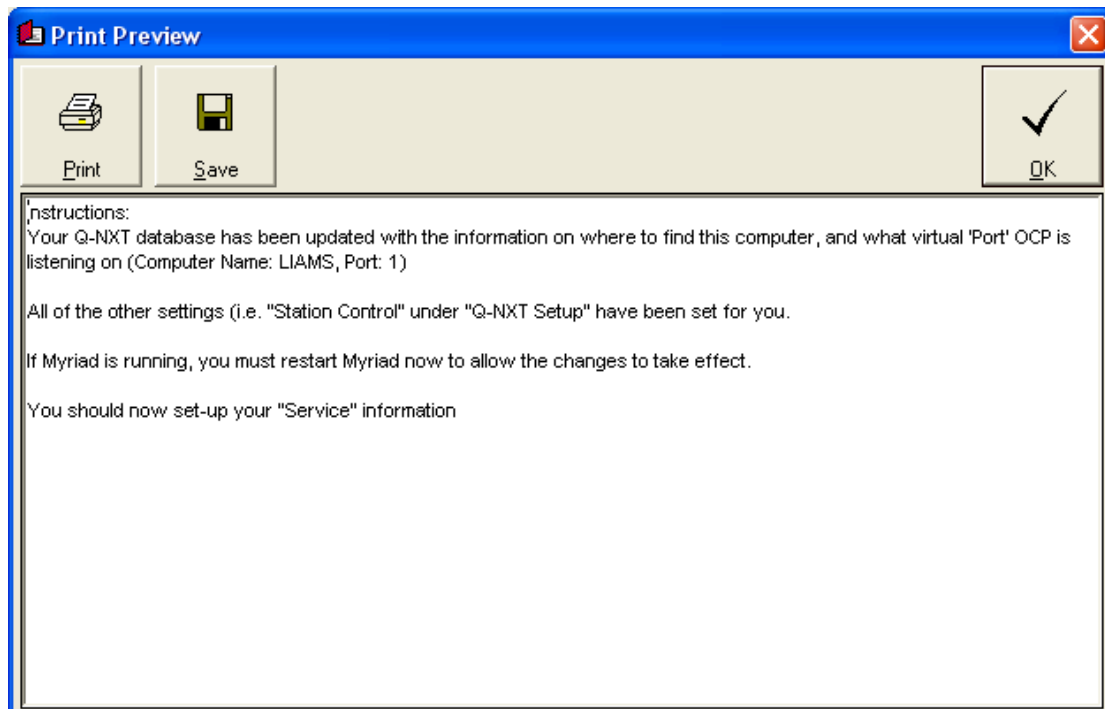 Print Preview
Print
Save
OK
Instructions:
Your Q-NXT database has been updated with the information on where to find this computer, and what virtual 'Port' OCP is
listening on (Computer Name: LIAMS, Port: 1)
All of the other settings (i.e. "Station Control" under "Q-NXT Setup" have been set for you.
If Myriad is running, you must restart Myriad now to allow the changes to take effect.
You should now set-up your "Service" information